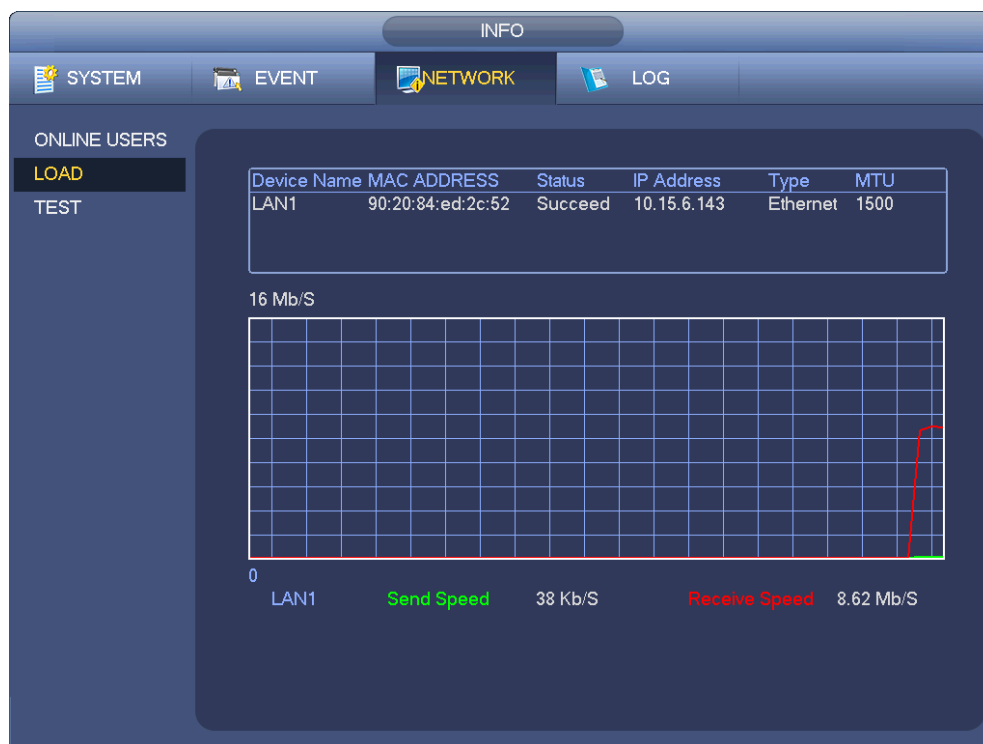 INFO
SYSTEM EVENT NETWORK LOG
ONLINE USERS
LOAD
TEST
Device Name MAC ADDRESS Status IP Address Type MTU
LAN1 90:20:84:ed:2c:52 Succeed 10.15.6.143 Ethernet 1500
16 Mb/S
0
LAN1 Send Speed 38 Kb/S Receive Speed 8.62 Mb/S